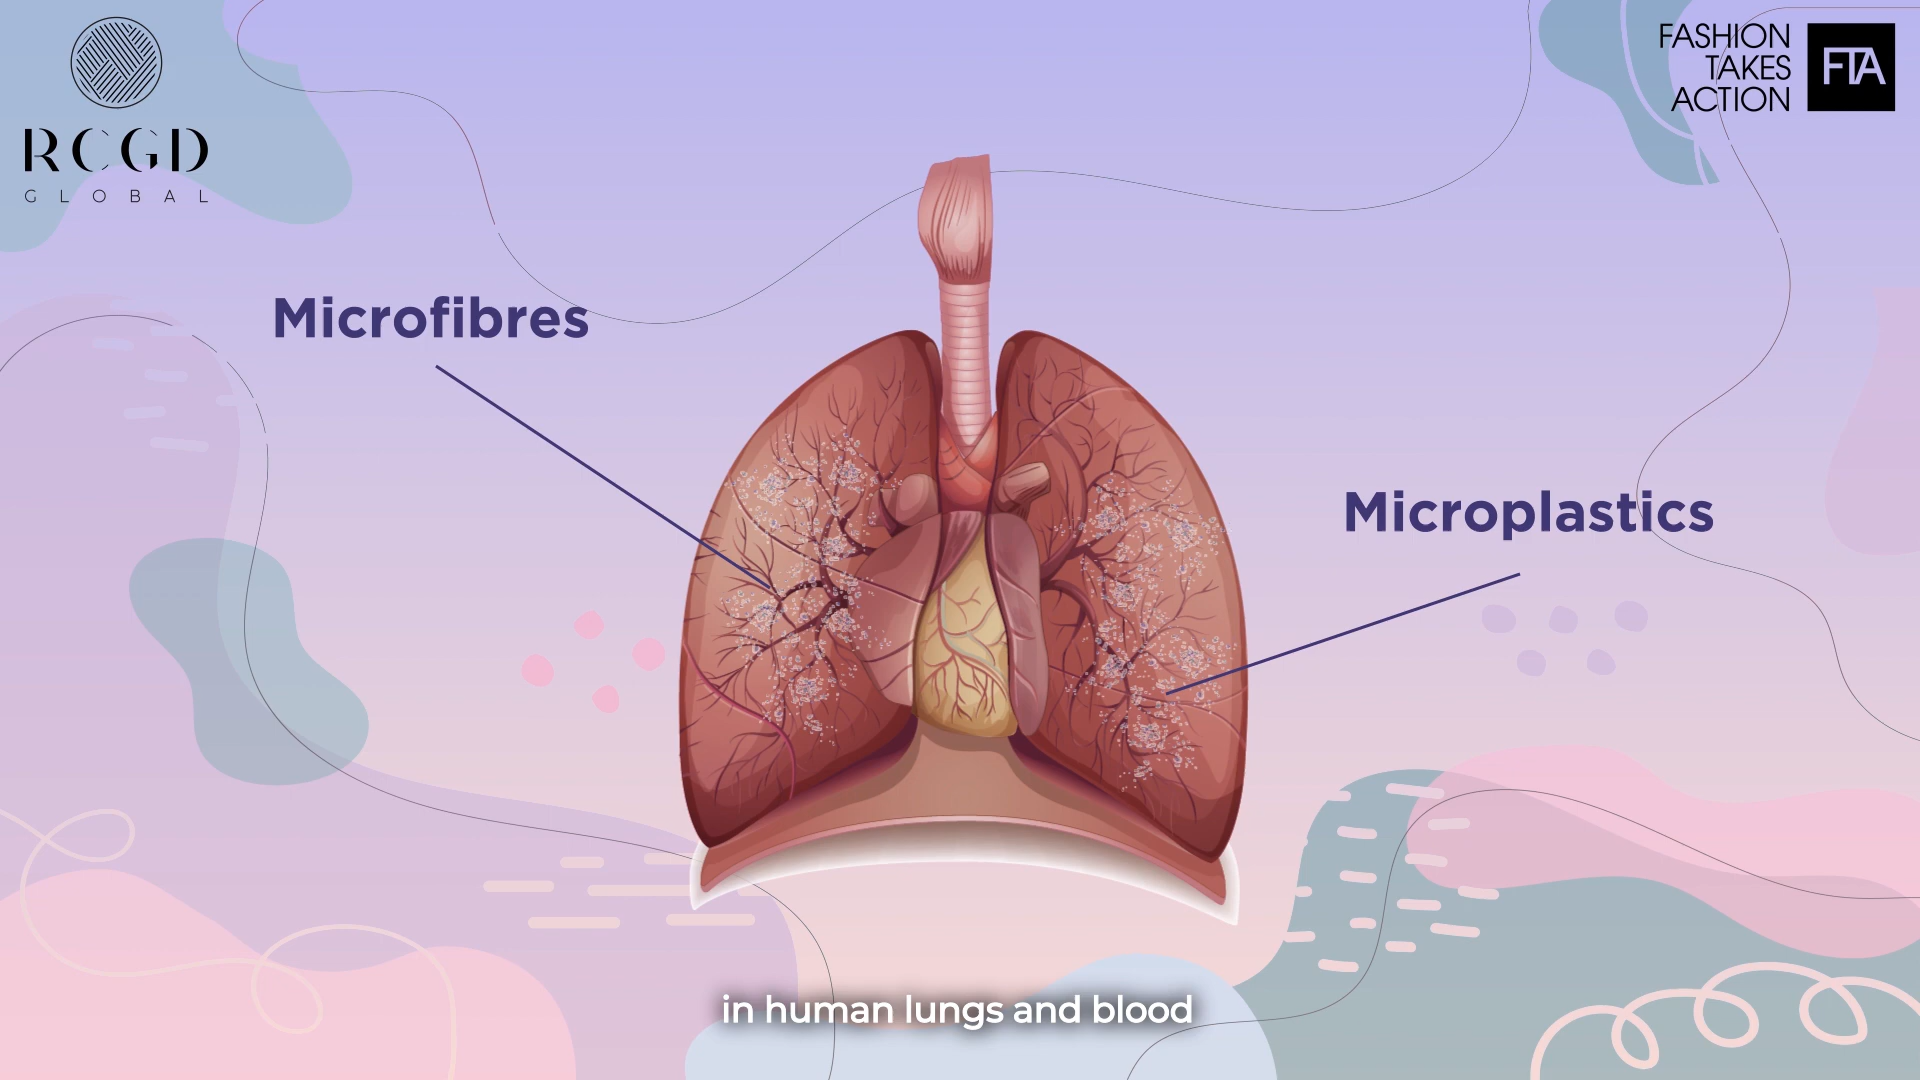 RCGD
GLOBAL
FASHION
TAKES
ACTION
FTA
Microfibres
Microplastics
in human lungs and blood